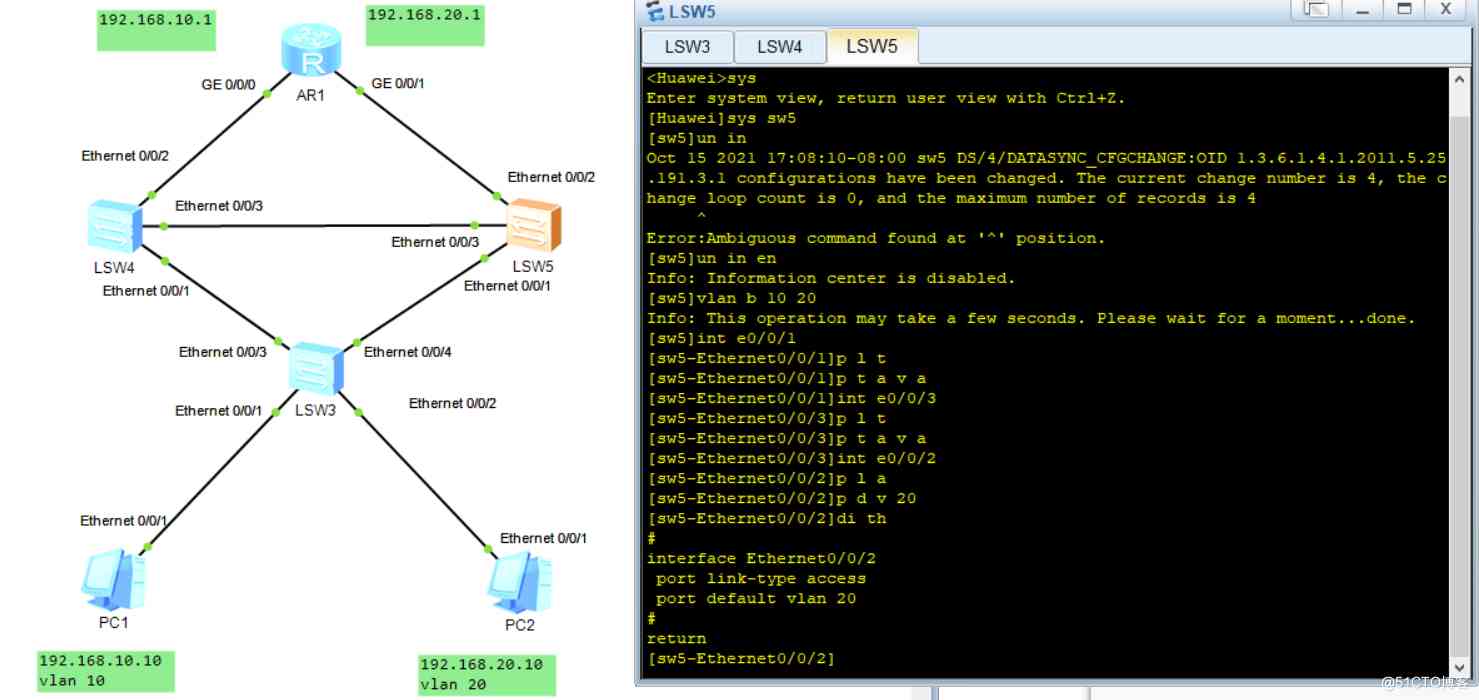 192.168.10.1
192.168.20.1
GE 0/0/0
GE 0/0/1
AR1
Ethernet 0/0/2
Ethernet 0/0/2
Ethernet 0/0/3
Ethernet 0/0/3
LSW4
LSW5
Ethernet 0/0/1
Ethernet 0/0/1
Ethernet 0/0/3
Ethernet 0/0/4
Ethernet 0/0/1
LSW3
Ethernet 0/0/2
Ethernet 0/0/1
Ethernet 0/0/1
PC1
PC2
192.168.10.10
vlan 10
192.168.20.10
vlan 20
LSW5
LSW3 LSW4 LSW5
<Huawei>sys
Enter system view, return user view with Ctrl+Z.
[Huawei]sys sw5
[sw5]un in
Oct 15 2021 17:08:10-08:00 sw5 DS/4/DATASYNC_CFGCHANGE:OID 1.3.6.1.4.1.2011.5.25
.191.3.1 configurations have been changed. The current change number is 4, the c
hange loop count is 0, and the maximum number of records is 4
^
Error:Ambiguous command found at '^' position.
[sw5]un in en
Info: Information center is disabled.
[sw5]vlan b 10 20
Info: This operation may take a few seconds. Please wait for a moment...done.
[sw5]int e0/0/1
[sw5-Ethernet0/0/1]p l t
[sw5-Ethernet0/0/1]p t a v a
[sw5-Ethernet0/0/1]int e0/0/3
[sw5-Ethernet0/0/3]p l t
[sw5-Ethernet0/0/3]p t a v a
[sw5-Ethernet0/0/3]int e0/0/2
[sw5-Ethernet0/0/2]p l a
[sw5-Ethernet0/0/2]p d v 20
[sw5-Ethernet0/0/2]di th
#
interface Ethernet0/0/2
port link-type access
port default vlan 20
#
return
[sw5-Ethernet0/0/2]
@51CTO博客